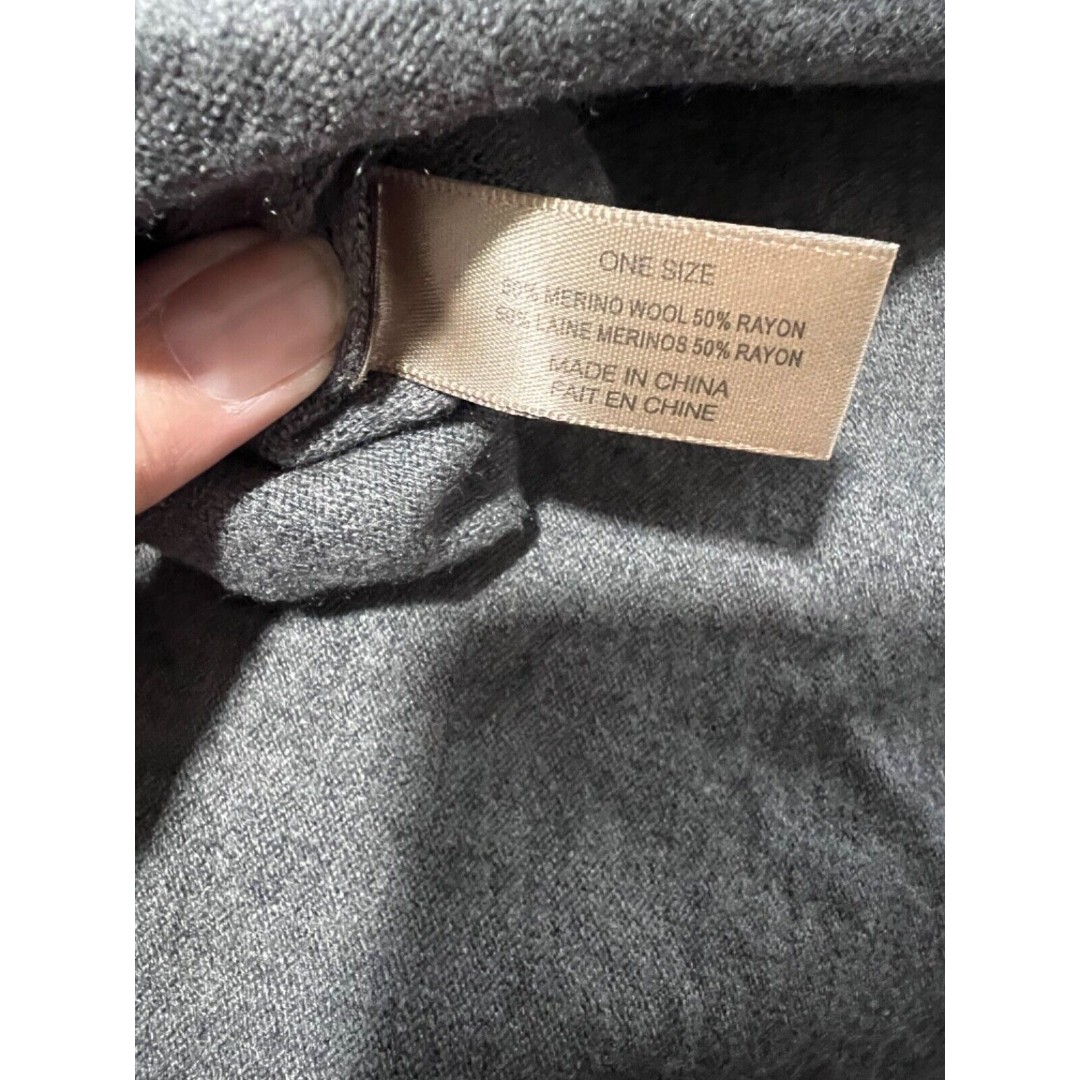 ONE SIZE
50% MERINO WOOL 50% RAYON
50% LAINE MERINOS 50% RAYON
MADE IN CHINA
FAIT EN CHINE